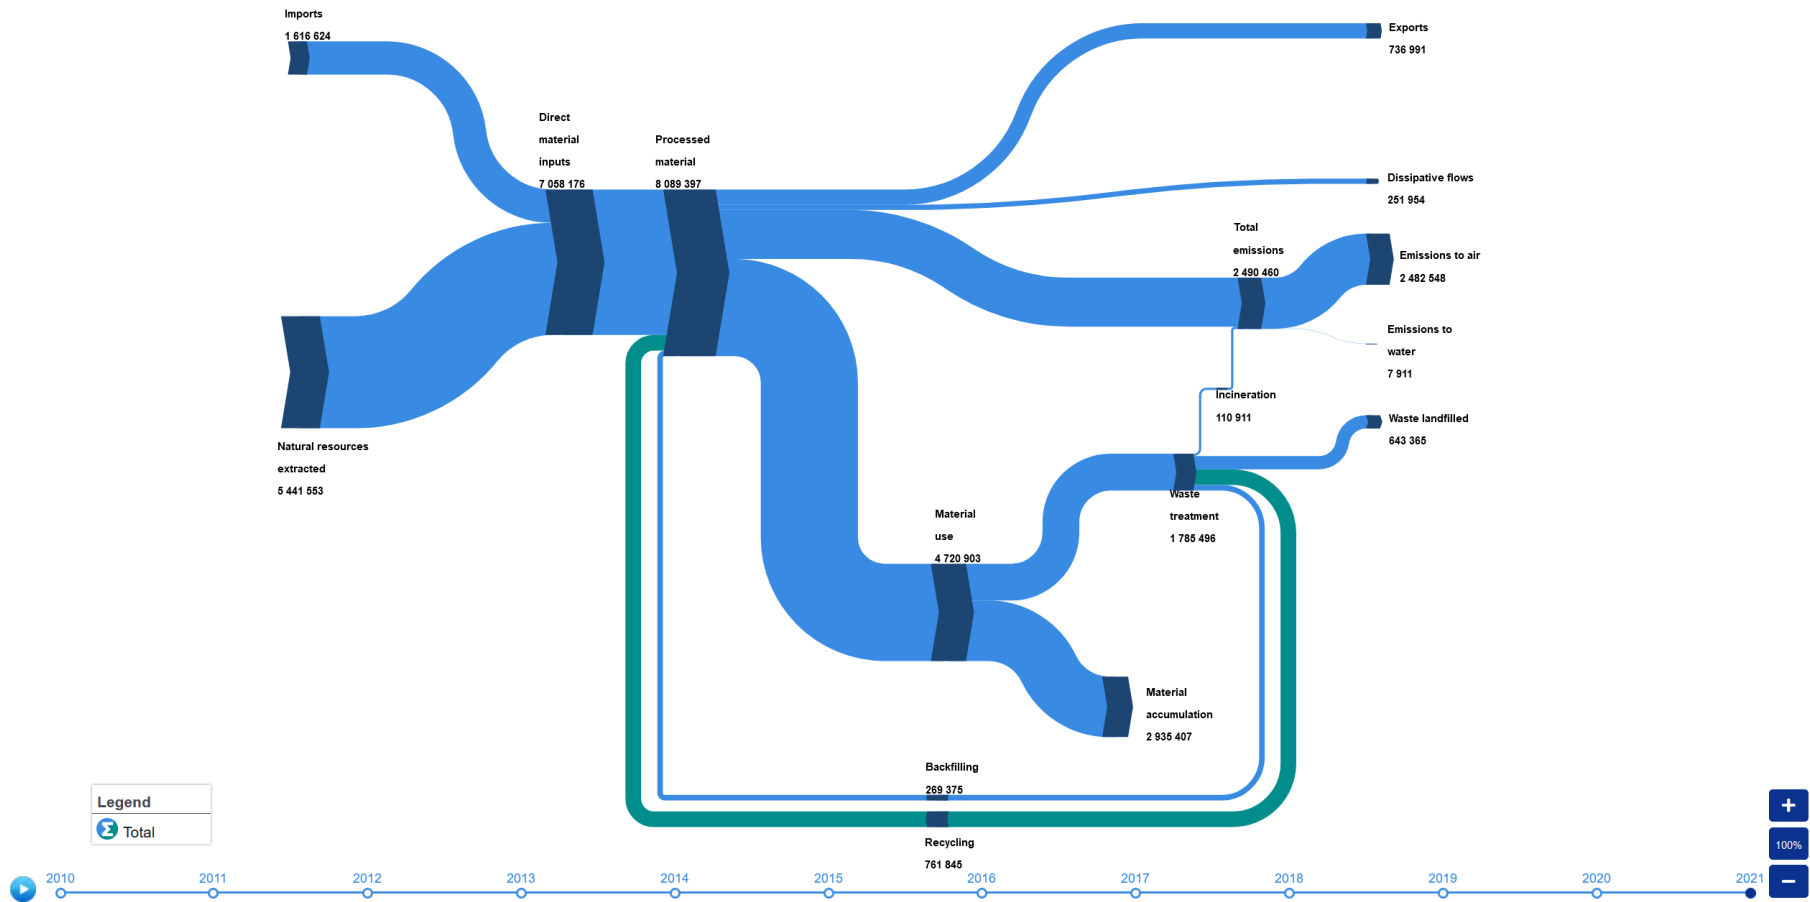 Imports
1 616 624
Exports
736 991
Direct
material
inputs
7 058 176
Processed
material
8 089 397
Dissipative flows
251 954
Total
emissions
2 490 460
Emissions to air
2 482 548
Emissions to
water
7 911
Incineration
110 911
Waste landfilled
643 365
Natural resources
extracted
5 441 553
Waste
treatment
1 785 496
Material
use
4 720 903
Material
accumulation
2 935 407
Backfilling
269 375
Recycling
761 845
Legend
Σ Total
+
100%
−
2010 2011 2012 2013 2014 2015 2016 2017 2018 2019 2020 2021